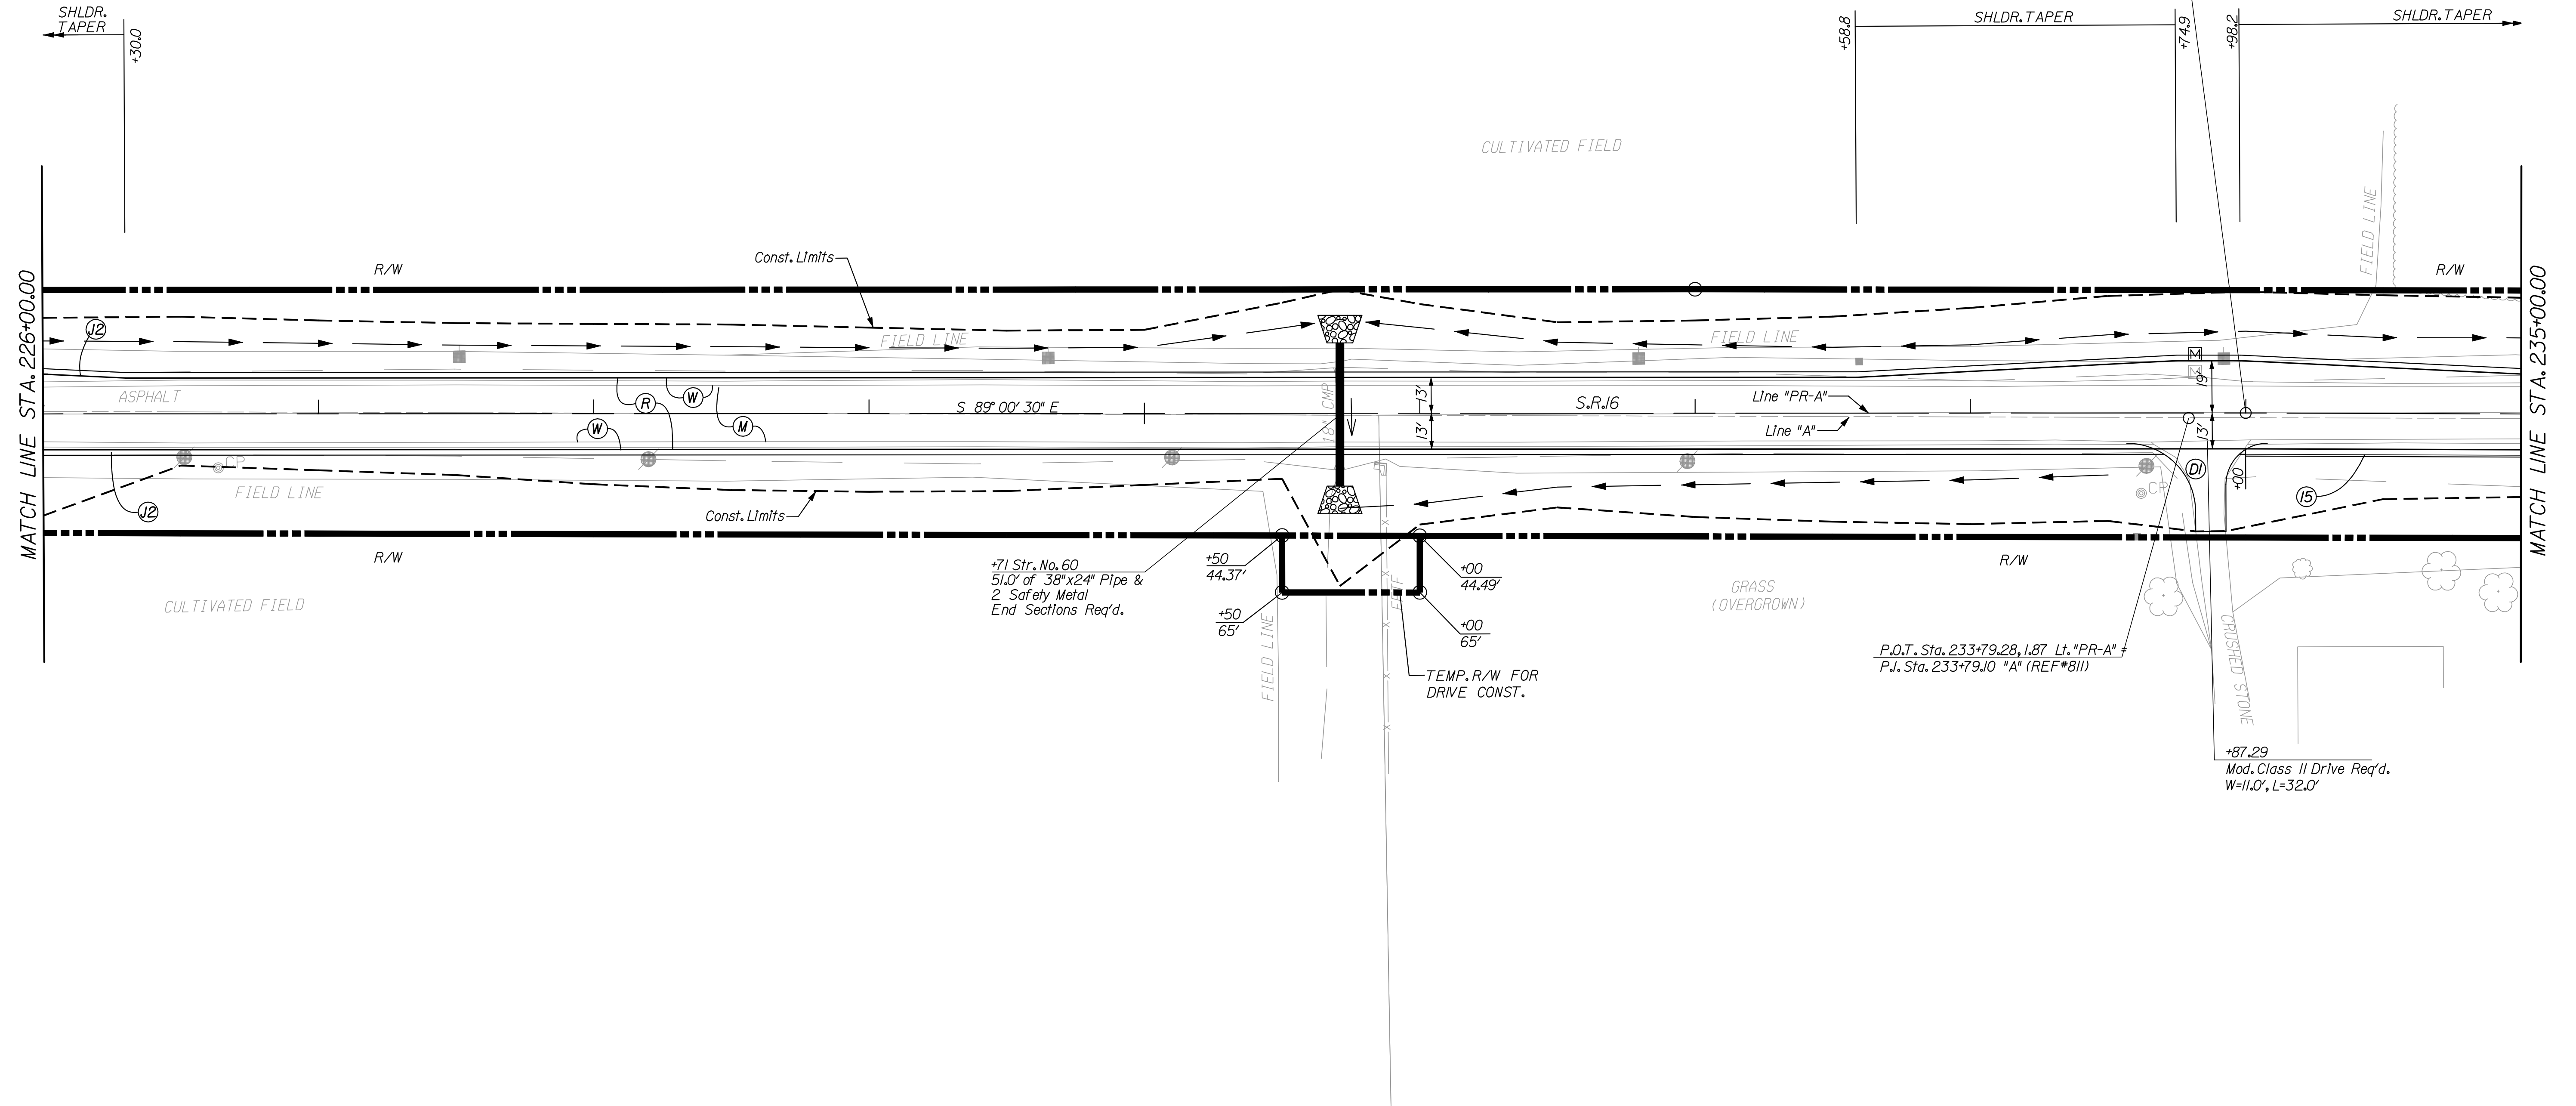 SHLDR.
TAPER
+30.0
+58.8
SHLDR. TAPER
+74.9
+98.2
SHLDR. TAPER
CULTIVATED FIELD
FIELD LINE
MATCH LINE STA. 226+00.00
R/W
Const. Limits
R/W
MATCH LINE STA. 235+00.00
J2
FIELD LINE
FIELD LINE
M
M
19'
ASPHALT
R
W
S 89° 00' 30" E
18" CMP
13'
S.R. 16
Line "PR-A"
W
M
13'
Line "A"
13'
CP
FIELD LINE
J2
Const. Limits
D1
+00
CP
15
R/W
+71 Str. No. 60
51.0' of 38"x24" Pipe &
2 Safety Metal
End Sections Req'd.
+50
44.37'
+00
44.49'
R/W
CULTIVATED FIELD
+50
65'
+00
65'
GRASS
(OVERGROWN)
FIELD LINE
TEMP. R/W FOR
DRIVE CONST.
P.O.T. Sta. 233+79.28, 1.87 Lt. "PR-A" =
P.I. Sta. 233+79.10 "A" (REF#811)
CRUSHED STONE
+87.29
Mod. Class II Drive Req'd.
W=11.0', L=32.0'